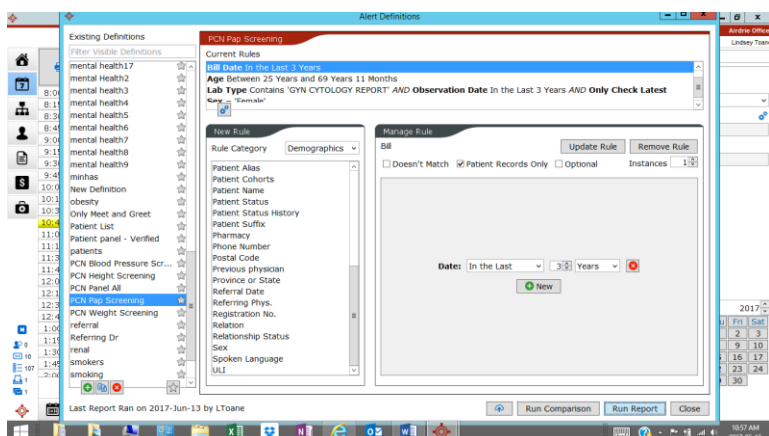 Alert Definitions
Airdrie Office
Existing Definitions
Filter Visible Definitions
mental health17
mental Health2
mental health3
mental health4
mental health5
mental health6
mental health7
mental health8
mental health9
minhas
New Definition
obesity
Only Meet and Greet
Patient List
Patient panel - Verified
patients
PCN Blood Pressure Scr...
PCN Height Screening
PCN Panel All
PCN Pap Screening
PCN Weight Screening
referral
Referring Dr
renal
smokers
smoking
PCN Pap Screening
Current Rules
Bill Date In the Last 3 Years
Age Between 25 Years and 69 Years 11 Months
Lab Type Contains 'GYN CYTOLOGY REPORT' AND Observation Date In the Last 3 Years AND Only Check Latest
Sex = 'Female'
New Rule
Rule Category Demographics
Patient Alias
Patient Cohorts
Patient Name
Patient Status
Patient Status History
Patient Suffix
Pharmacy
Phone Number
Postal Code
Previous physician
Province or State
Referral Date
Referring Phys.
Registration No.
Relation
Relationship Status
Sex
Spoken Language
ULI
Manage Rule
Bill Update Rule Remove Rule
Doesn't Match Patient Records Only Optional Instances 1
Date: In the Last 3 Years
New
2017
Fri Sat
2 3
9 10
16 17
23 24
30
Last Report Ran on 2017-Jun-13 by LToane
Run Comparison Run Report Close
10:57 AM